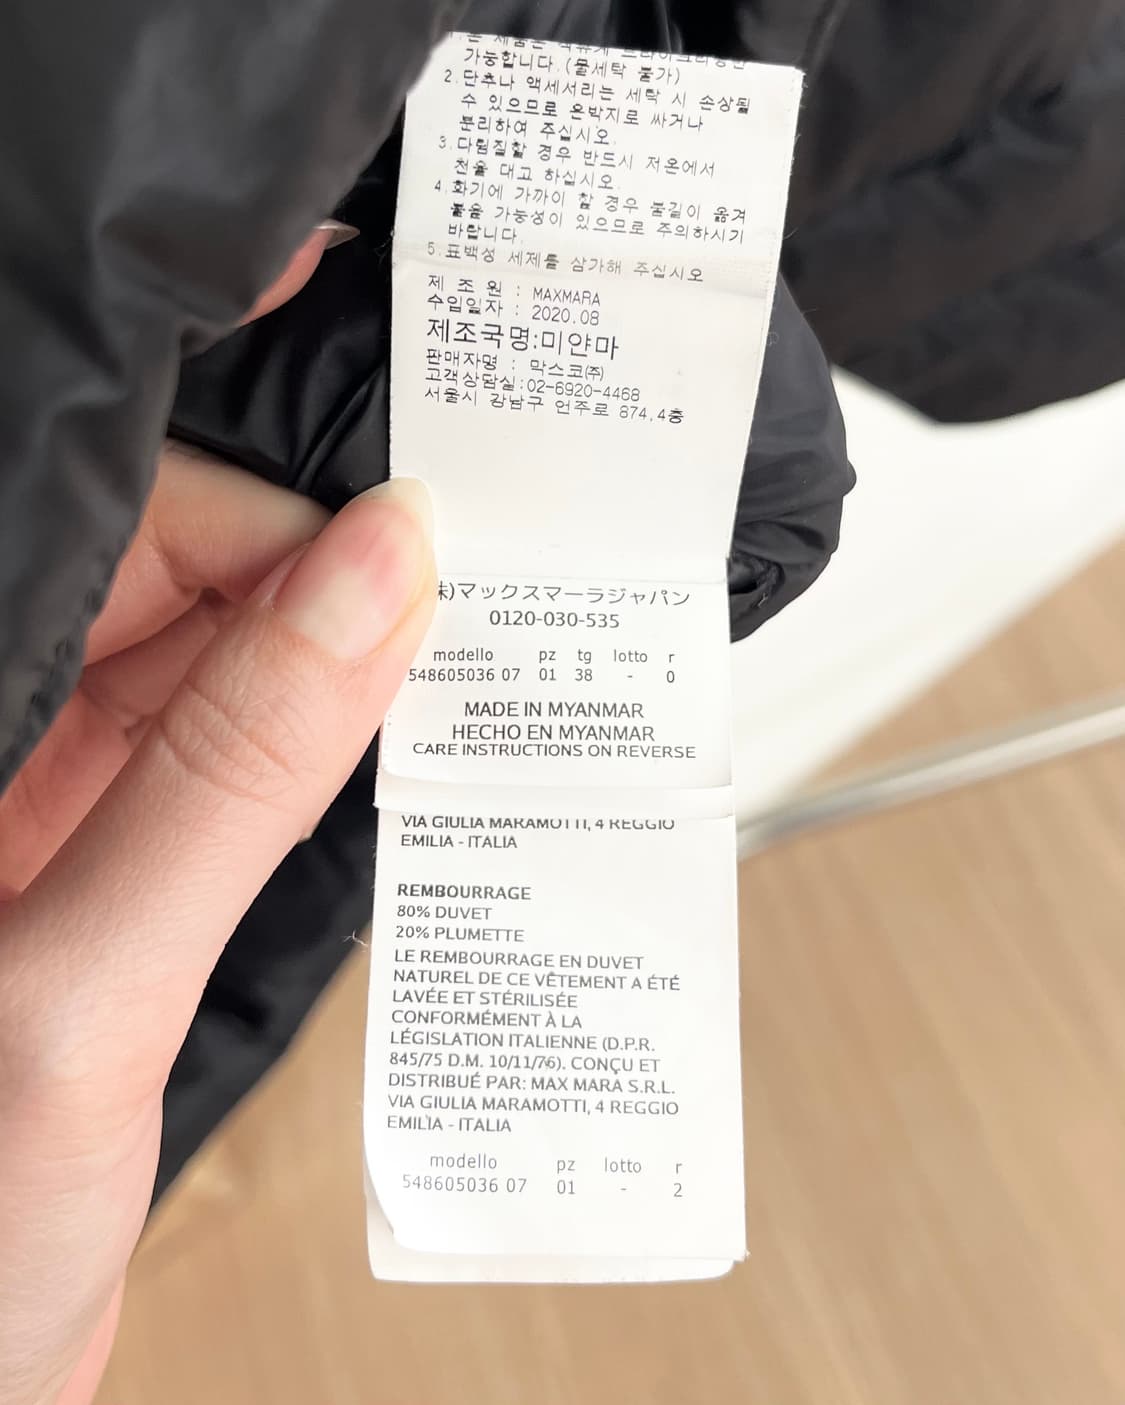 가능합니다.(물세탁 불가)
2.단추나 액세서리는 세탁 시 손상될
수 있으므로 은박지로 싸거나
분리하여 주십시오.
3.다림질할 경우 반드시 저온에서
천을 대고 하십시오.
4.화기에 가까이 할 경우 불길이 옮겨
붙을 가능성이 있으므로 주의하시기
바랍니다.
5.표백성 세제를 삼가해 주십시오
제 조 원 : MAXMARA
수입일자 : 2020.08
제조국명:미얀마
판매자명 : 막스코(주)
고객상담실:02-6920-4468
서울시 강남구 언주로 874,4층
株)マックスマーラジャパン
0120-030-535
modello pz tg lotto r
548605036 07 01 38 - 0
MADE IN MYANMAR
HECHO EN MYANMAR
CARE INSTRUCTIONS ON REVERSE
VIA GIULIA MARAMOTTI, 4 REGGIO
EMILIA - ITALIA
REMBOURRAGE
80% DUVET
20% PLUMETTE
LE REMBOURRAGE EN DUVET
NATUREL DE CE VÊTEMENT A ÉTÉ
LAVÉE ET STÉRILISÉE
CONFORMÉMENT À LA
LÉGISLATION ITALIENNE (D.P.R.
845/75 D.M. 10/11/76). CONÇU ET
DISTRIBUÉ PAR: MAX MARA S.R.L.
VIA GIULIA MARAMOTTI, 4 REGGIO
EMILIA - ITALIA
modello pz lotto r
548605036 07 01 - 2